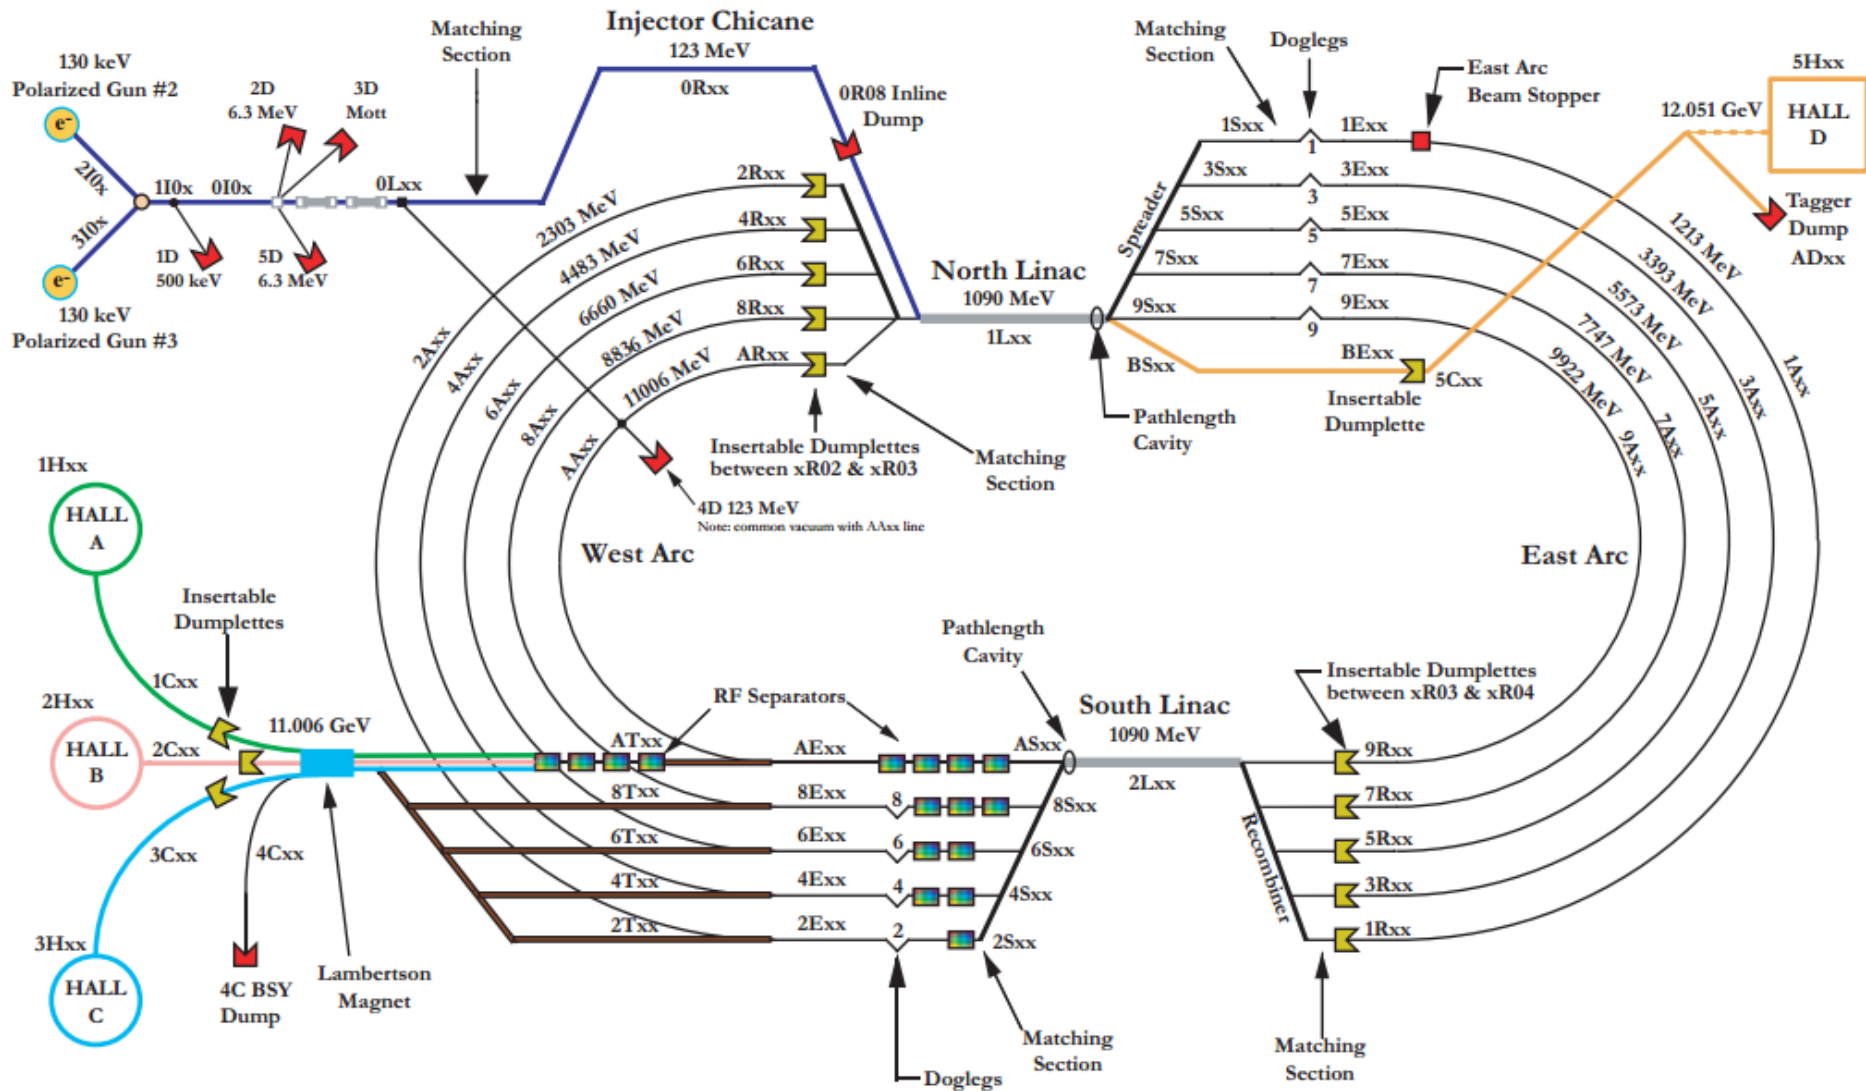 Injector Chicane
123 MeV
0Rxx
Matching
Section
130 keV
Polarized Gun #2
e-
2I0x
2D
6.3 MeV
3D
Mott
1I0x
0I0x
0Lxx
3I0x
e-
130 keV
Polarized Gun #3
1D
500 keV
5D
6.3 MeV
0R08 Inline
Dump
2Rxx
4Rxx
6Rxx
8Rxx
ARxx
2303 MeV
4483 MeV
6660 MeV
8836 MeV
11006 MeV
2Axx
4Axx
6Axx
8Axx
AAxx
Insertable Dumplettes
between xR02 & xR03
Matching
Section
4D 123 MeV
Note: common vacuum with AAxx line
West Arc
North Linac
1090 MeV
1Lxx
Pathlength
Cavity
Spreader
Matching
Section
Doglegs
East Arc
Beam Stopper
1Sxx
1
1Exx
3Sxx
3
3Exx
5Sxx
5
5Exx
7Sxx
7
7Exx
9Sxx
9
9Exx
BSxx
BExx
5Cxx
Insertable
Dumplette
5Hxx
12.051 GeV
HALL
D
Tagger
Dump
ADxx
1213 MeV
3393 MeV
5573 MeV
7747 MeV
9922 MeV
1Axx
3Axx
5Axx
7Axx
9Axx
East Arc
1Hxx
HALL
A
Insertable
Dumplettes
1Cxx
2Hxx
HALL
B
2Cxx
11.006 GeV
3Cxx
4Cxx
3Hxx
HALL
C
4C BSY
Dump
Lambertson
Magnet
RF Separators
Pathlength
Cavity
ATxx
AExx
ASxx
8Txx
8Exx
8
8Sxx
6Txx
6Exx
6
6Sxx
4Txx
4Exx
4
4Sxx
2Txx
2Exx
2
2Sxx
Doglegs
Matching
Section
South Linac
1090 MeV
2Lxx
Insertable Dumplettes
between xR03 & xR04
Recombiner
9Rxx
7Rxx
5Rxx
3Rxx
1Rxx
Matching
Section